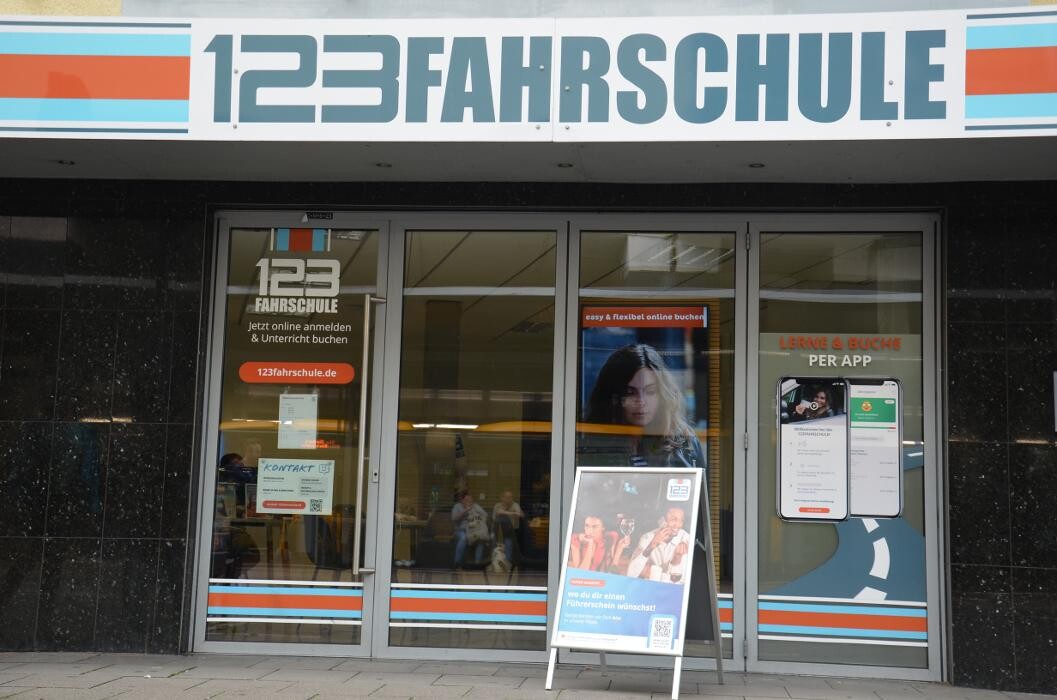 123FAHRSCHULE
123
FAHRSCHULE
Jetzt online anmelden
& Unterricht buchen
123fahrschule.de
KONTAKT
easy & flexibel online buchen
LERNE & BUCHE
PER APP
123
wo du dir einen
Führerschein wünschst!